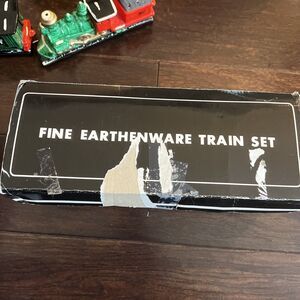 FINE EARTHENWARE TRAIN SET